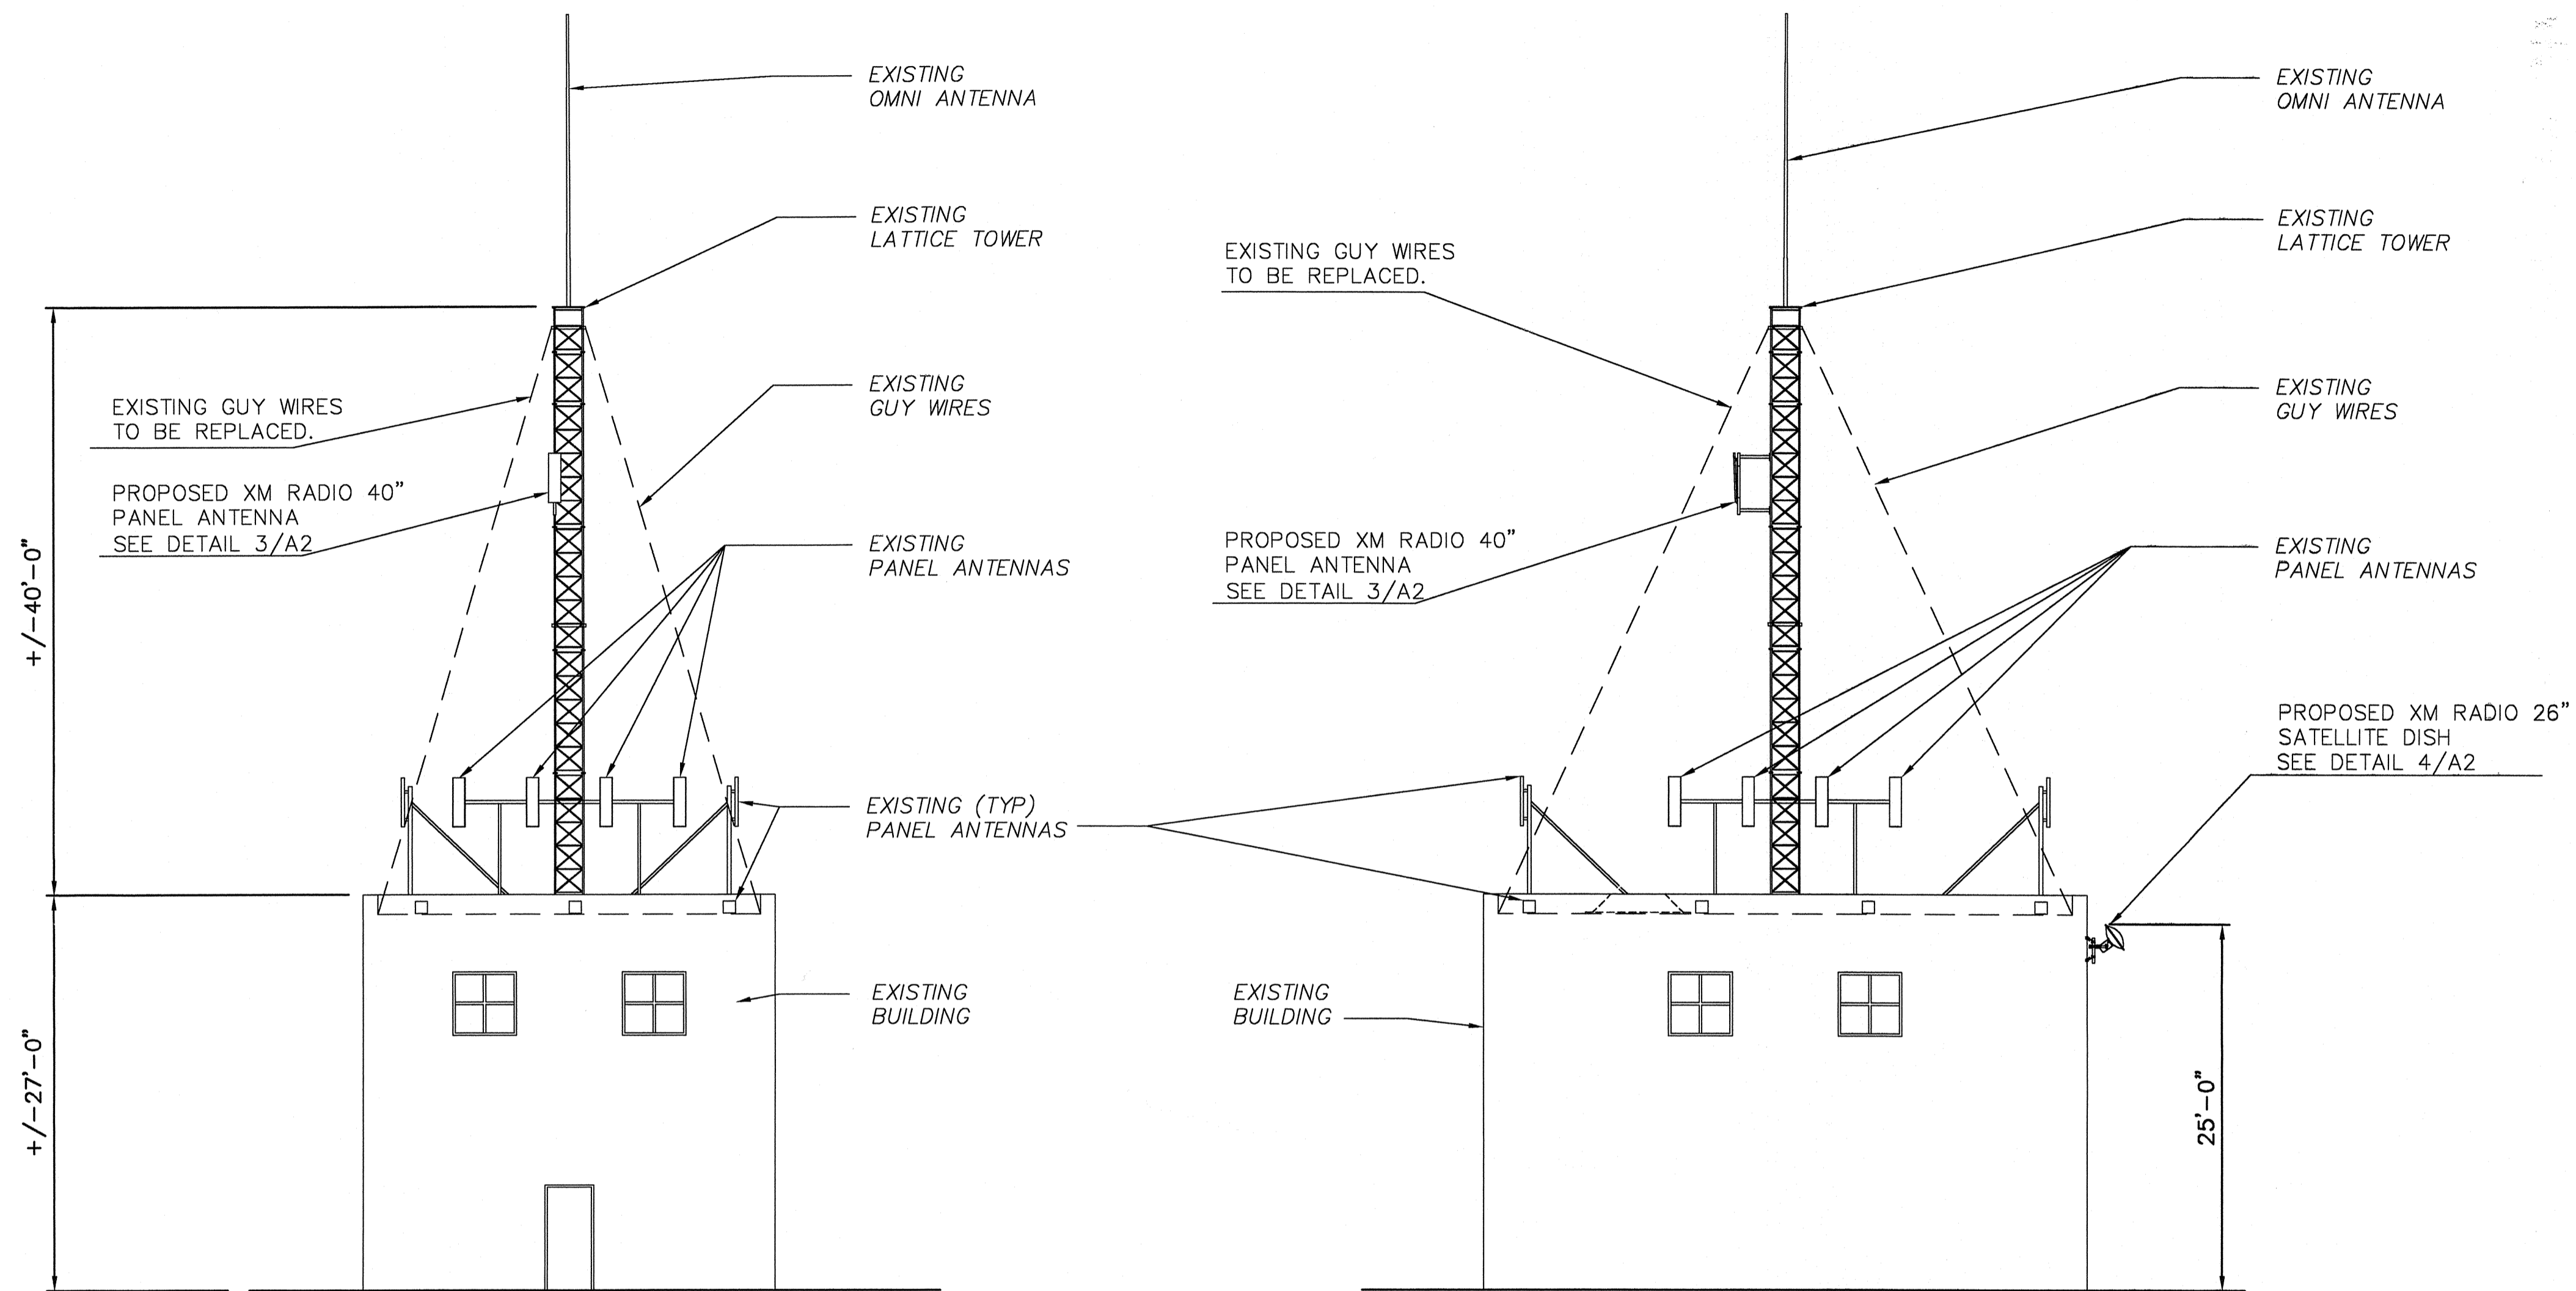 EXISTING
OMNI ANTENNA
EXISTING
LATTICE TOWER
EXISTING GUY WIRES
TO BE REPLACED.
EXISTING
GUY WIRES
PROPOSED XM RADIO 40"
PANEL ANTENNA
SEE DETAIL 3/A2
EXISTING
PANEL ANTENNAS
+/-40'-0"
EXISTING (TYP)
PANEL ANTENNAS
EXISTING
BUILDING
+/-27'-0"
EXISTING
OMNI ANTENNA
EXISTING
LATTICE TOWER
EXISTING GUY WIRES
TO BE REPLACED.
EXISTING
GUY WIRES
PROPOSED XM RADIO 40"
PANEL ANTENNA
SEE DETAIL 3/A2
EXISTING
PANEL ANTENNAS
PROPOSED XM RADIO 26"
SATELLITE DISH
SEE DETAIL 4/A2
EXISTING
BUILDING
25'-0"